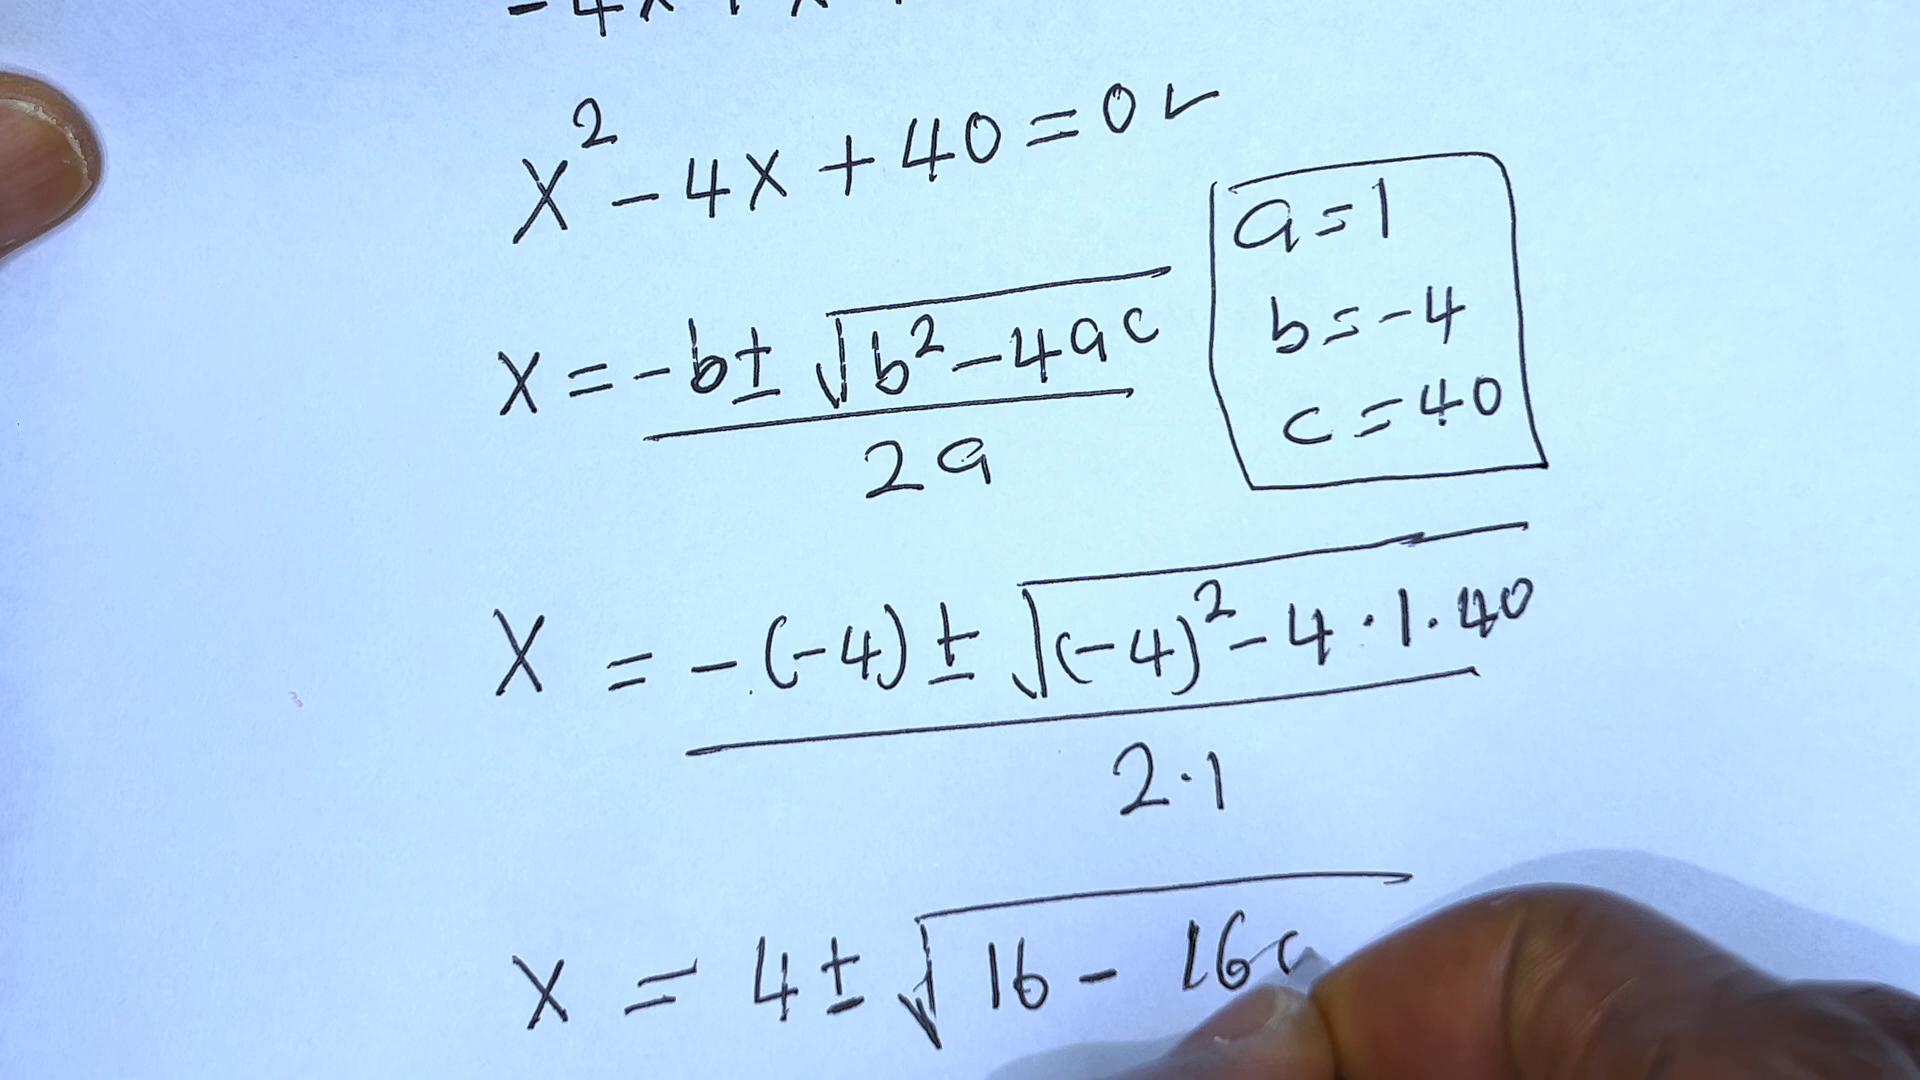 x² - 4x + 40 = 0 ✓
a = 1
b = -4
c = 40
x = -b ± √(b² - 4ac) / 2a
x = -(-4) ± √((-4)² - 4·1·40) / 2·1
x = 4 ± √(16 - 16